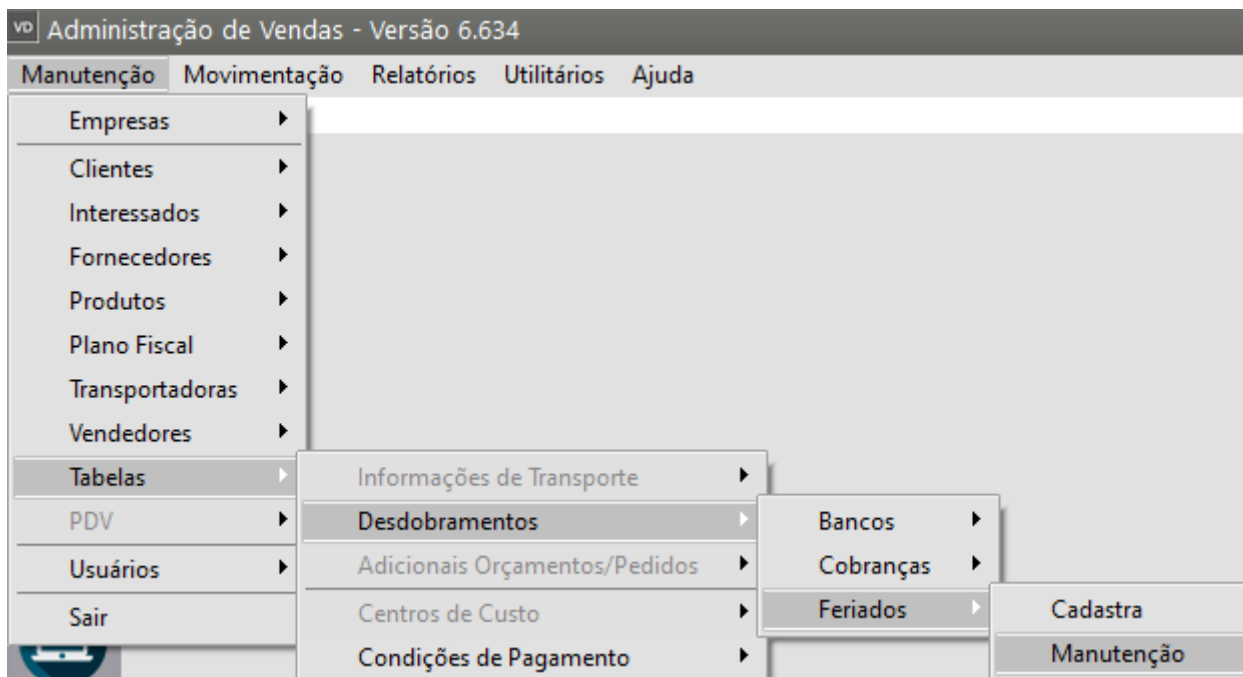 VD Administração de Vendas - Versão 6.634
Manutenção Movimentação Relatórios Utilitários Ajuda
Empresas
Clientes
Interessados
Fornecedores
Produtos
Plano Fiscal
Transportadoras
Vendedores
Tabelas
PDV
Usuários
Sair
Informações de Transporte
Desdobramentos
Adicionais Orçamentos/Pedidos
Centros de Custo
Condições de Pagamento
Bancos
Cobranças
Feriados
Cadastra
Manutenção